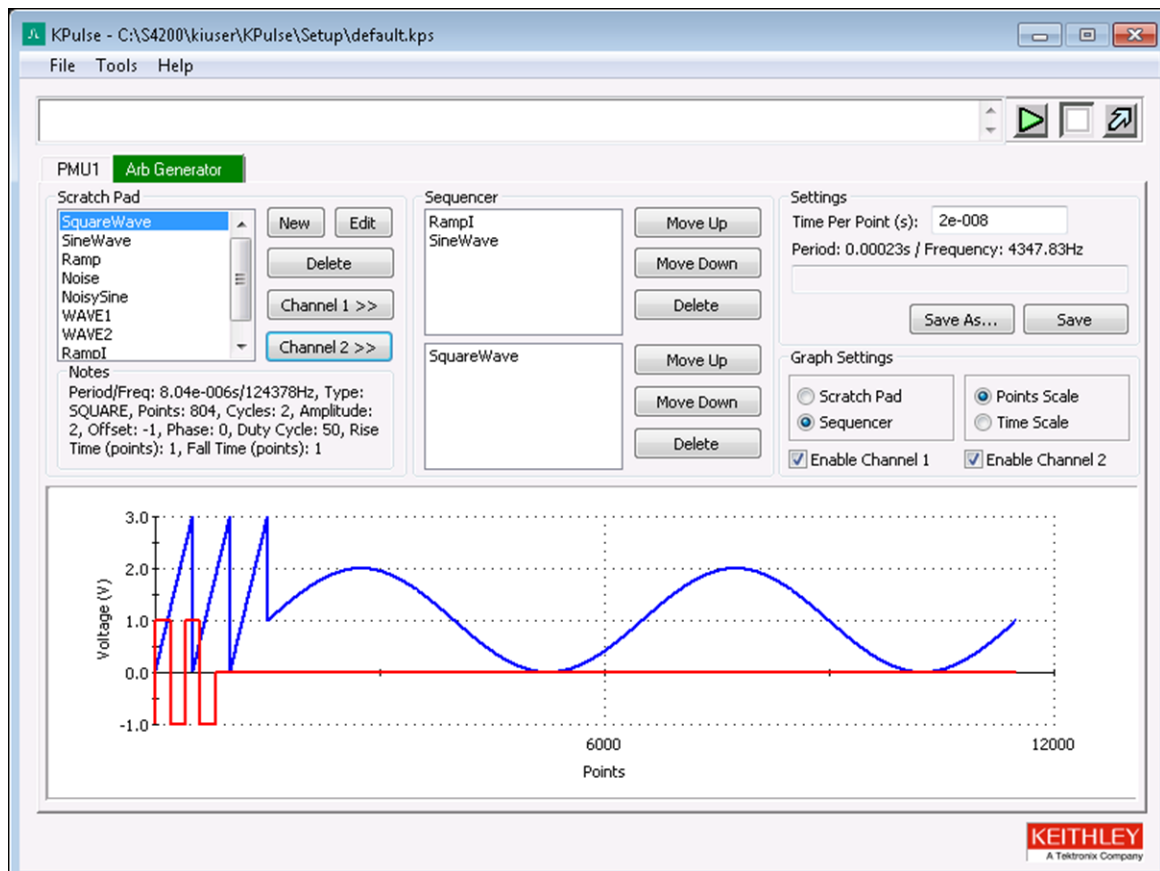 KPulse - C:\S4200\kiuser\KPulse\Setup\default.kps
File Tools Help
PMU1 Arb Generator
Scratch Pad
SquareWave
SineWave
Ramp
Noise
NoisySine
WAVE1
WAVE2
RampI
New Edit
Delete
Channel 1 >>
Channel 2 >>
Notes
Period/Freq: 8.04e-006s/124378Hz, Type:
SQUARE, Points: 804, Cycles: 2, Amplitude:
2, Offset: -1, Phase: 0, Duty Cycle: 50, Rise
Time (points): 1, Fall Time (points): 1
Sequencer
RampI
SineWave
Move Up
Move Down
Delete
SquareWave
Move Up
Move Down
Delete
Settings
Time Per Point (s): 2e-008
Period: 0.00023s / Frequency: 4347.83Hz
Save As... Save
Graph Settings
Scratch Pad
Sequencer
Points Scale
Time Scale
Enable Channel 1
Enable Channel 2
Voltage (V)
3.0
2.0
1.0
0.0
-1.0
6000
12000
Points
KEITHLEY
A Tektronix Company